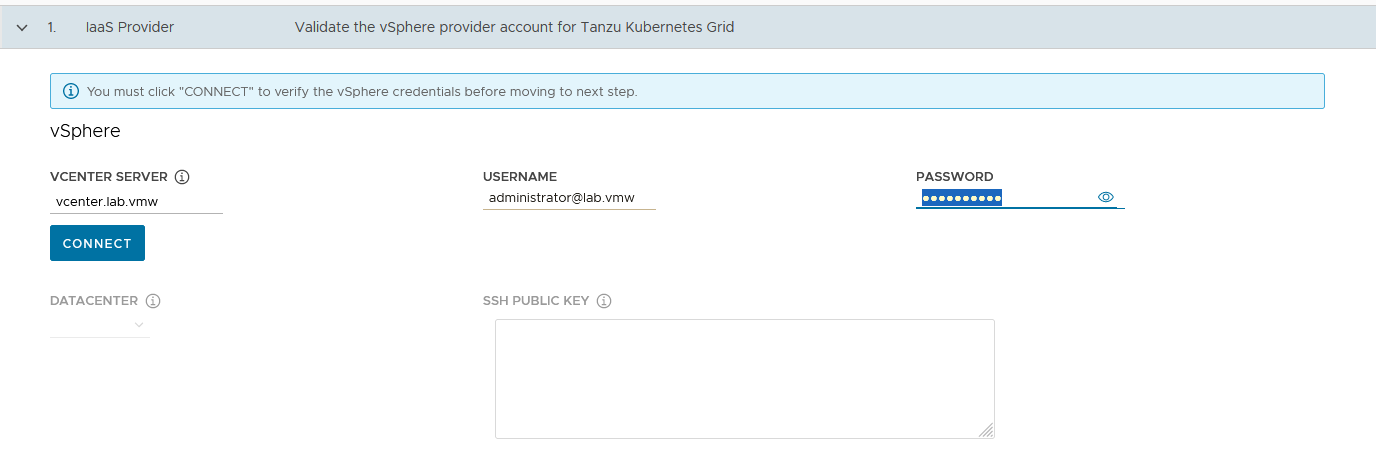 1. IaaS Provider Validate the vSphere provider account for Tanzu Kubernetes Grid
You must click "CONNECT" to verify the vSphere credentials before moving to next step.
vSphere
VCENTER SERVER USERNAME PASSWORD
vcenter.lab.vmw administrator@lab.vmw ••••••••••
CONNECT
DATACENTER SSH PUBLIC KEY